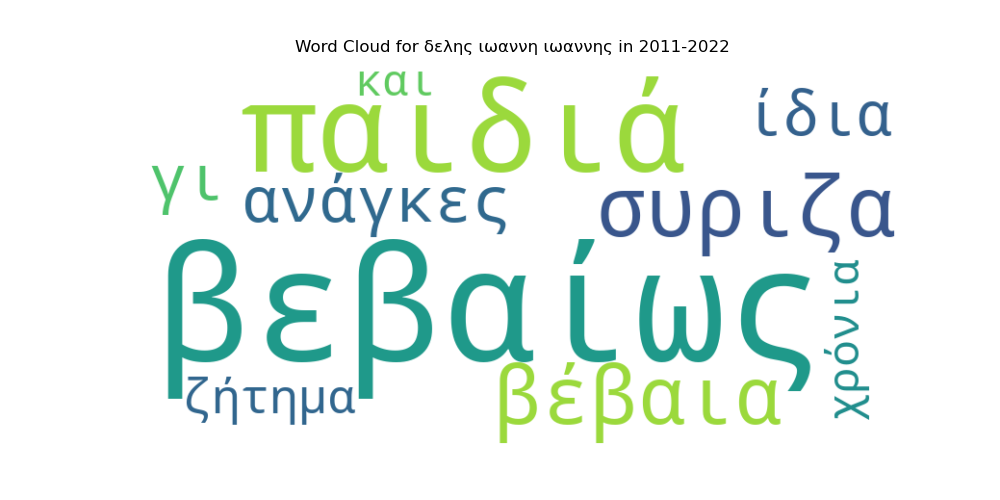 Word Cloud for δελης ιωαννη ιωαννης in 2011-2022
και
παιδιά
ίδια
γι
ανάγκες
συριζα
βεβαίως
χρόνια
ζήτημα
βέβαια